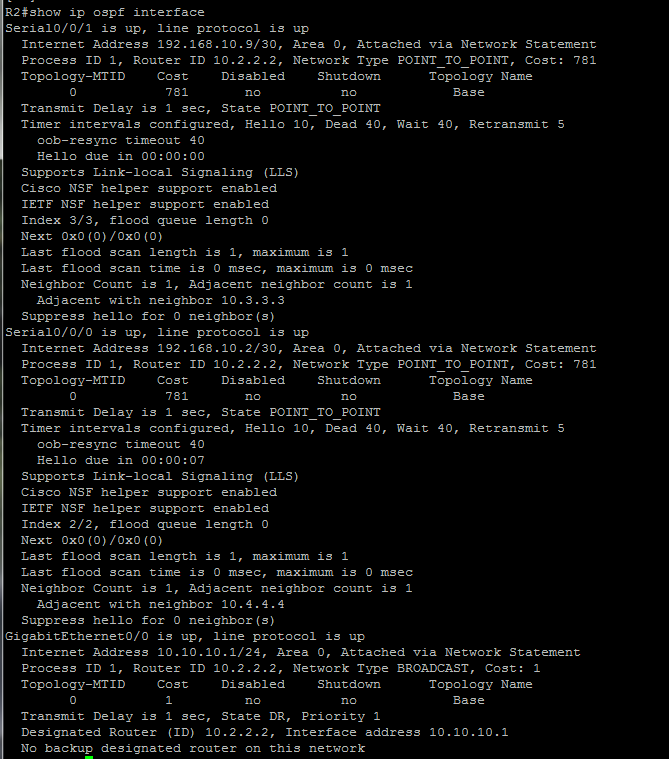 R2#show ip ospf interface
Serial0/0/1 is up, line protocol is up
  Internet Address 192.168.10.9/30, Area 0, Attached via Network Statement
  Process ID 1, Router ID 10.2.2.2, Network Type POINT_TO_POINT, Cost: 781
  Topology-MTID    Cost    Disabled    Shutdown      Topology Name
        0           781       no          no            Base
  Transmit Delay is 1 sec, State POINT_TO_POINT
  Timer intervals configured, Hello 10, Dead 40, Wait 40, Retransmit 5
    oob-resync timeout 40
    Hello due in 00:00:00
  Supports Link-local Signaling (LLS)
  Cisco NSF helper support enabled
  IETF NSF helper support enabled
  Index 3/3, flood queue length 0
  Next 0x0(0)/0x0(0)
  Last flood scan length is 1, maximum is 1
  Last flood scan time is 0 msec, maximum is 0 msec
  Neighbor Count is 1, Adjacent neighbor count is 1
    Adjacent with neighbor 10.3.3.3
  Suppress hello for 0 neighbor(s)
Serial0/0/0 is up, line protocol is up
  Internet Address 192.168.10.2/30, Area 0, Attached via Network Statement
  Process ID 1, Router ID 10.2.2.2, Network Type POINT_TO_POINT, Cost: 781
  Topology-MTID    Cost    Disabled    Shutdown      Topology Name
        0           781       no          no            Base
  Transmit Delay is 1 sec, State POINT_TO_POINT
  Timer intervals configured, Hello 10, Dead 40, Wait 40, Retransmit 5
    oob-resync timeout 40
    Hello due in 00:00:07
  Supports Link-local Signaling (LLS)
  Cisco NSF helper support enabled
  IETF NSF helper support enabled
  Index 2/2, flood queue length 0
  Next 0x0(0)/0x0(0)
  Last flood scan length is 1, maximum is 1
  Last flood scan time is 0 msec, maximum is 0 msec
  Neighbor Count is 1, Adjacent neighbor count is 1
    Adjacent with neighbor 10.4.4.4
  Suppress hello for 0 neighbor(s)
GigabitEthernet0/0 is up, line protocol is up
  Internet Address 10.10.10.1/24, Area 0, Attached via Network Statement
  Process ID 1, Router ID 10.2.2.2, Network Type BROADCAST, Cost: 1
  Topology-MTID    Cost    Disabled    Shutdown      Topology Name
        0           1         no          no            Base
  Transmit Delay is 1 sec, State DR, Priority 1
  Designated Router (ID) 10.2.2.2, Interface address 10.10.10.1
  No backup designated router on this network